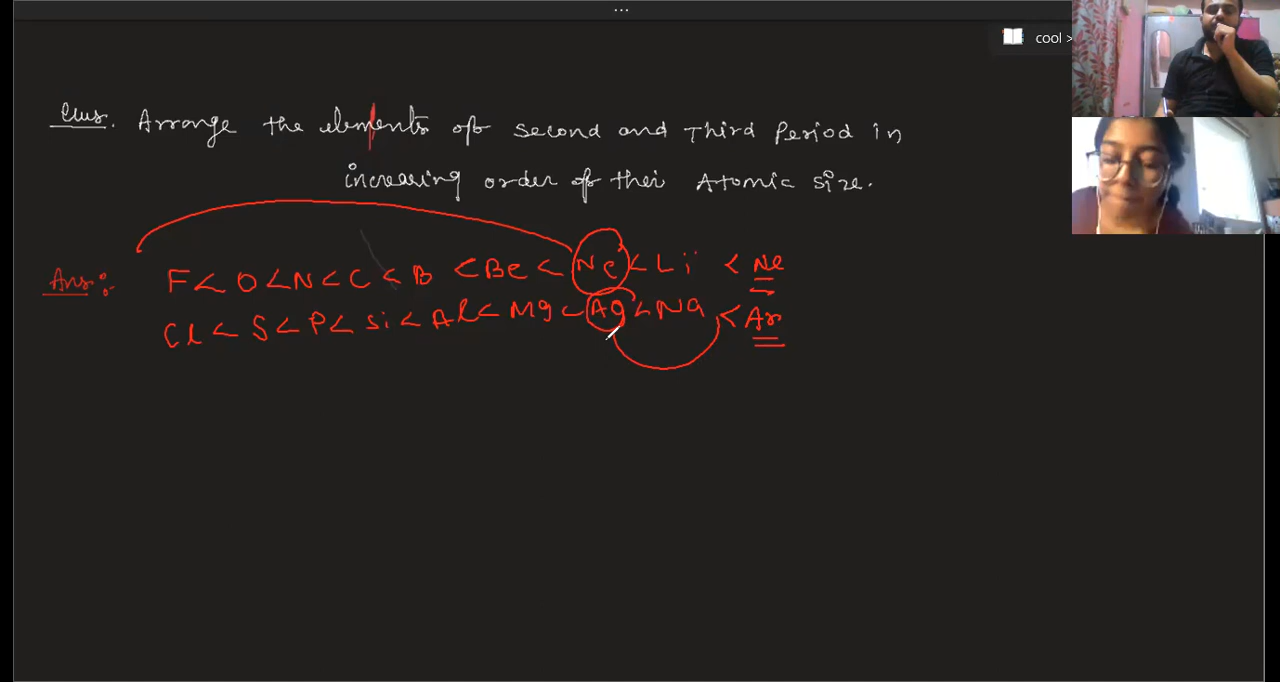 ...
cool >
Ques. Arrange the elements of second and Third Period in
increasing order of their Atomic size.
Ans:- F < O < N < C < B < Be < Ne < Li < Ne
Cl < S < P < Si < Al < Mg < Ag < Na < Ar